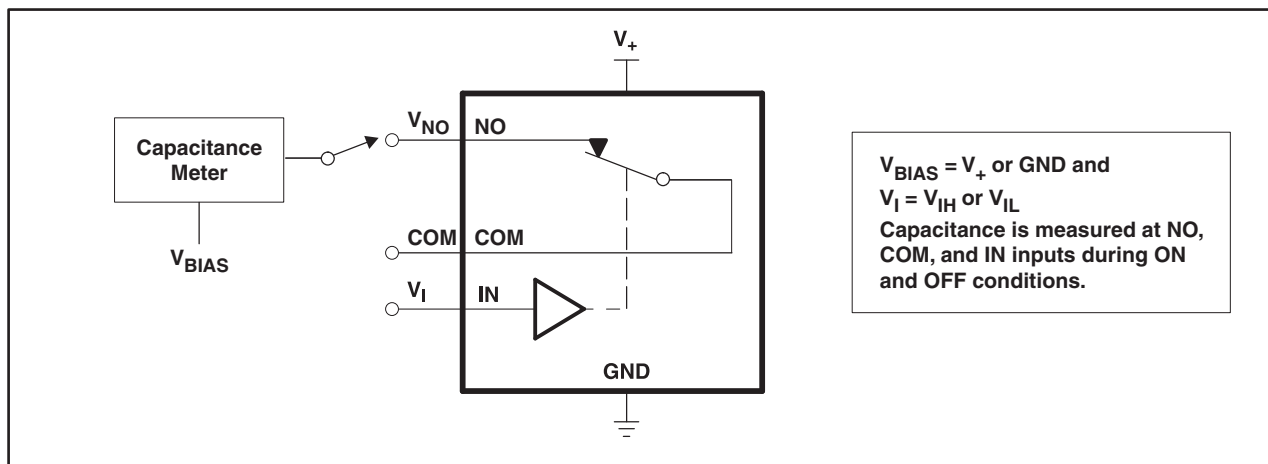 V+
Capacitance
Meter
VBIAS
VNO NO
COM COM
VI IN
GND
VBIAS = V+ or GND and
VI = VIH or VIL
Capacitance is measured at NO,
COM, and IN inputs during ON
and OFF conditions.